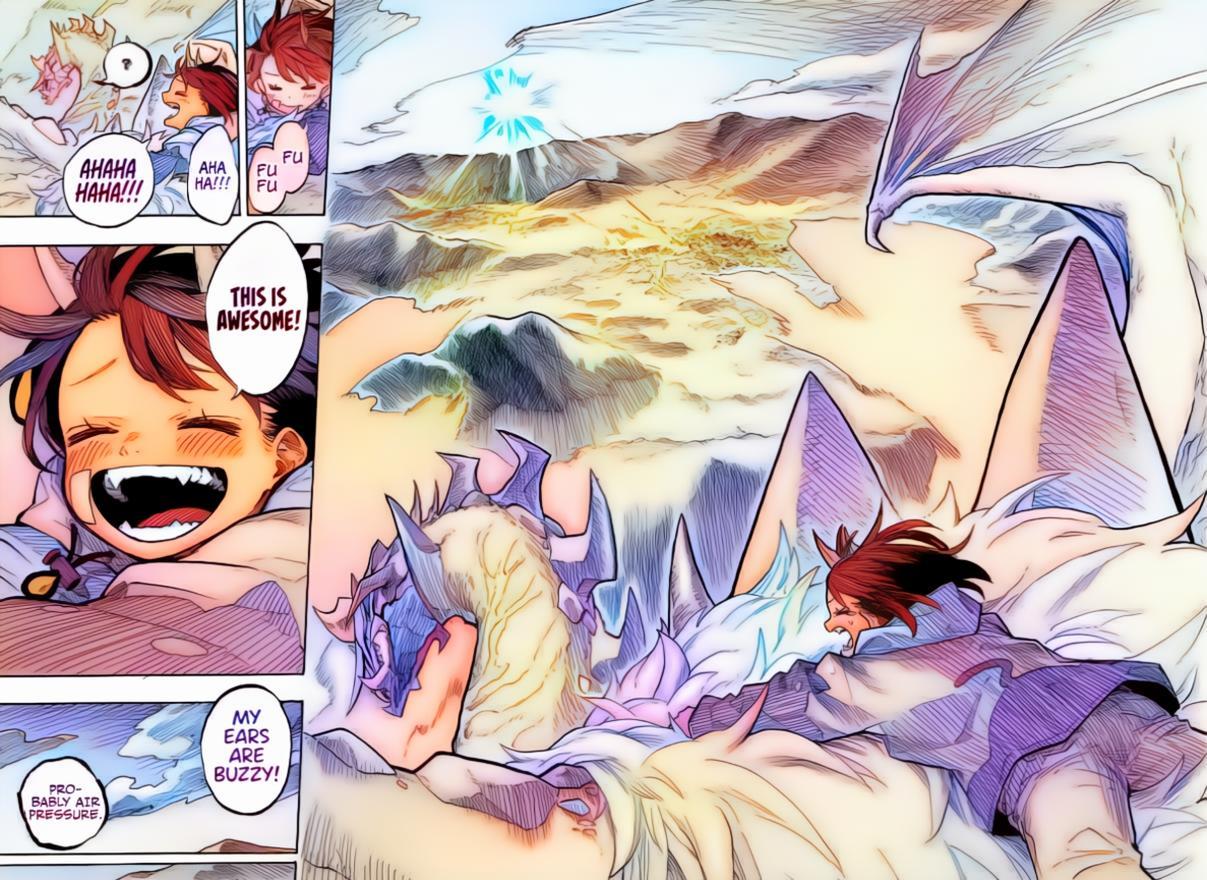 FU
FU
FU
AHA
HA!!!
?
AHAHA
HAHA!!!
THIS IS
AWESOME!
MY
EARS
ARE
BUZZY!
PRO-
BABLY AIR
PRESSURE.